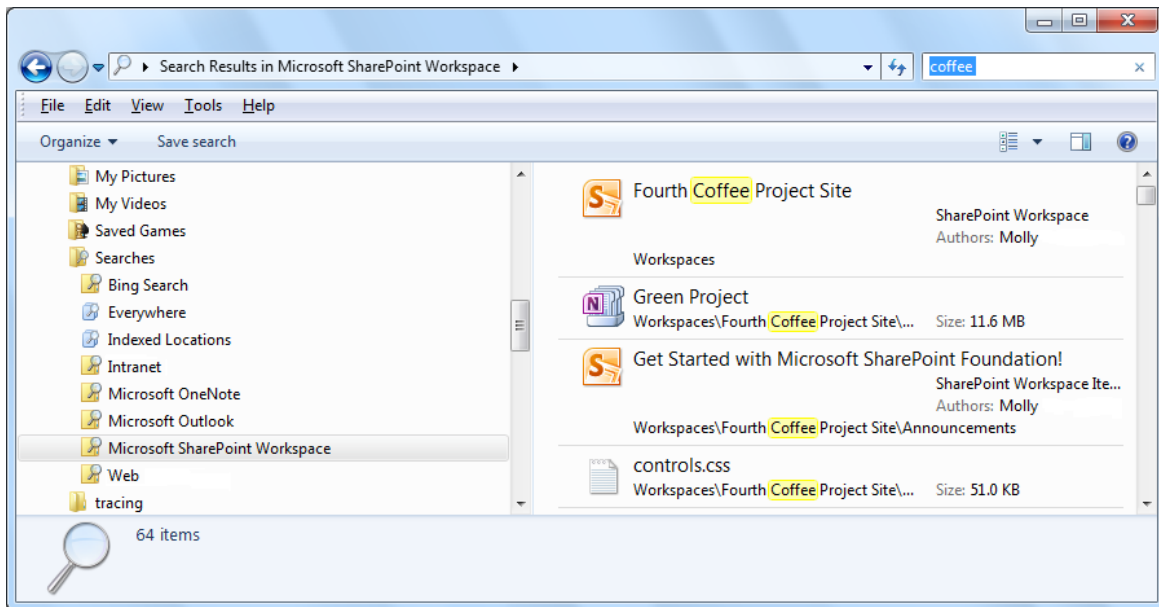 Search Results in Microsoft SharePoint Workspace
coffee
File Edit View Tools Help
Organize Save search
My Pictures
My Videos
Saved Games
Searches
Bing Search
Everywhere
Indexed Locations
Intranet
Microsoft OneNote
Microsoft Outlook
Microsoft SharePoint Workspace
Web
tracing
Fourth Coffee Project Site
SharePoint Workspace
Authors: Molly
Workspaces
Green Project
Workspaces\Fourth Coffee Project Site\... Size: 11.6 MB
Get Started with Microsoft SharePoint Foundation!
SharePoint Workspace Ite...
Authors: Molly
Workspaces\Fourth Coffee Project Site\Announcements
controls.css
Workspaces\Fourth Coffee Project Site\... Size: 51.0 KB
64 items